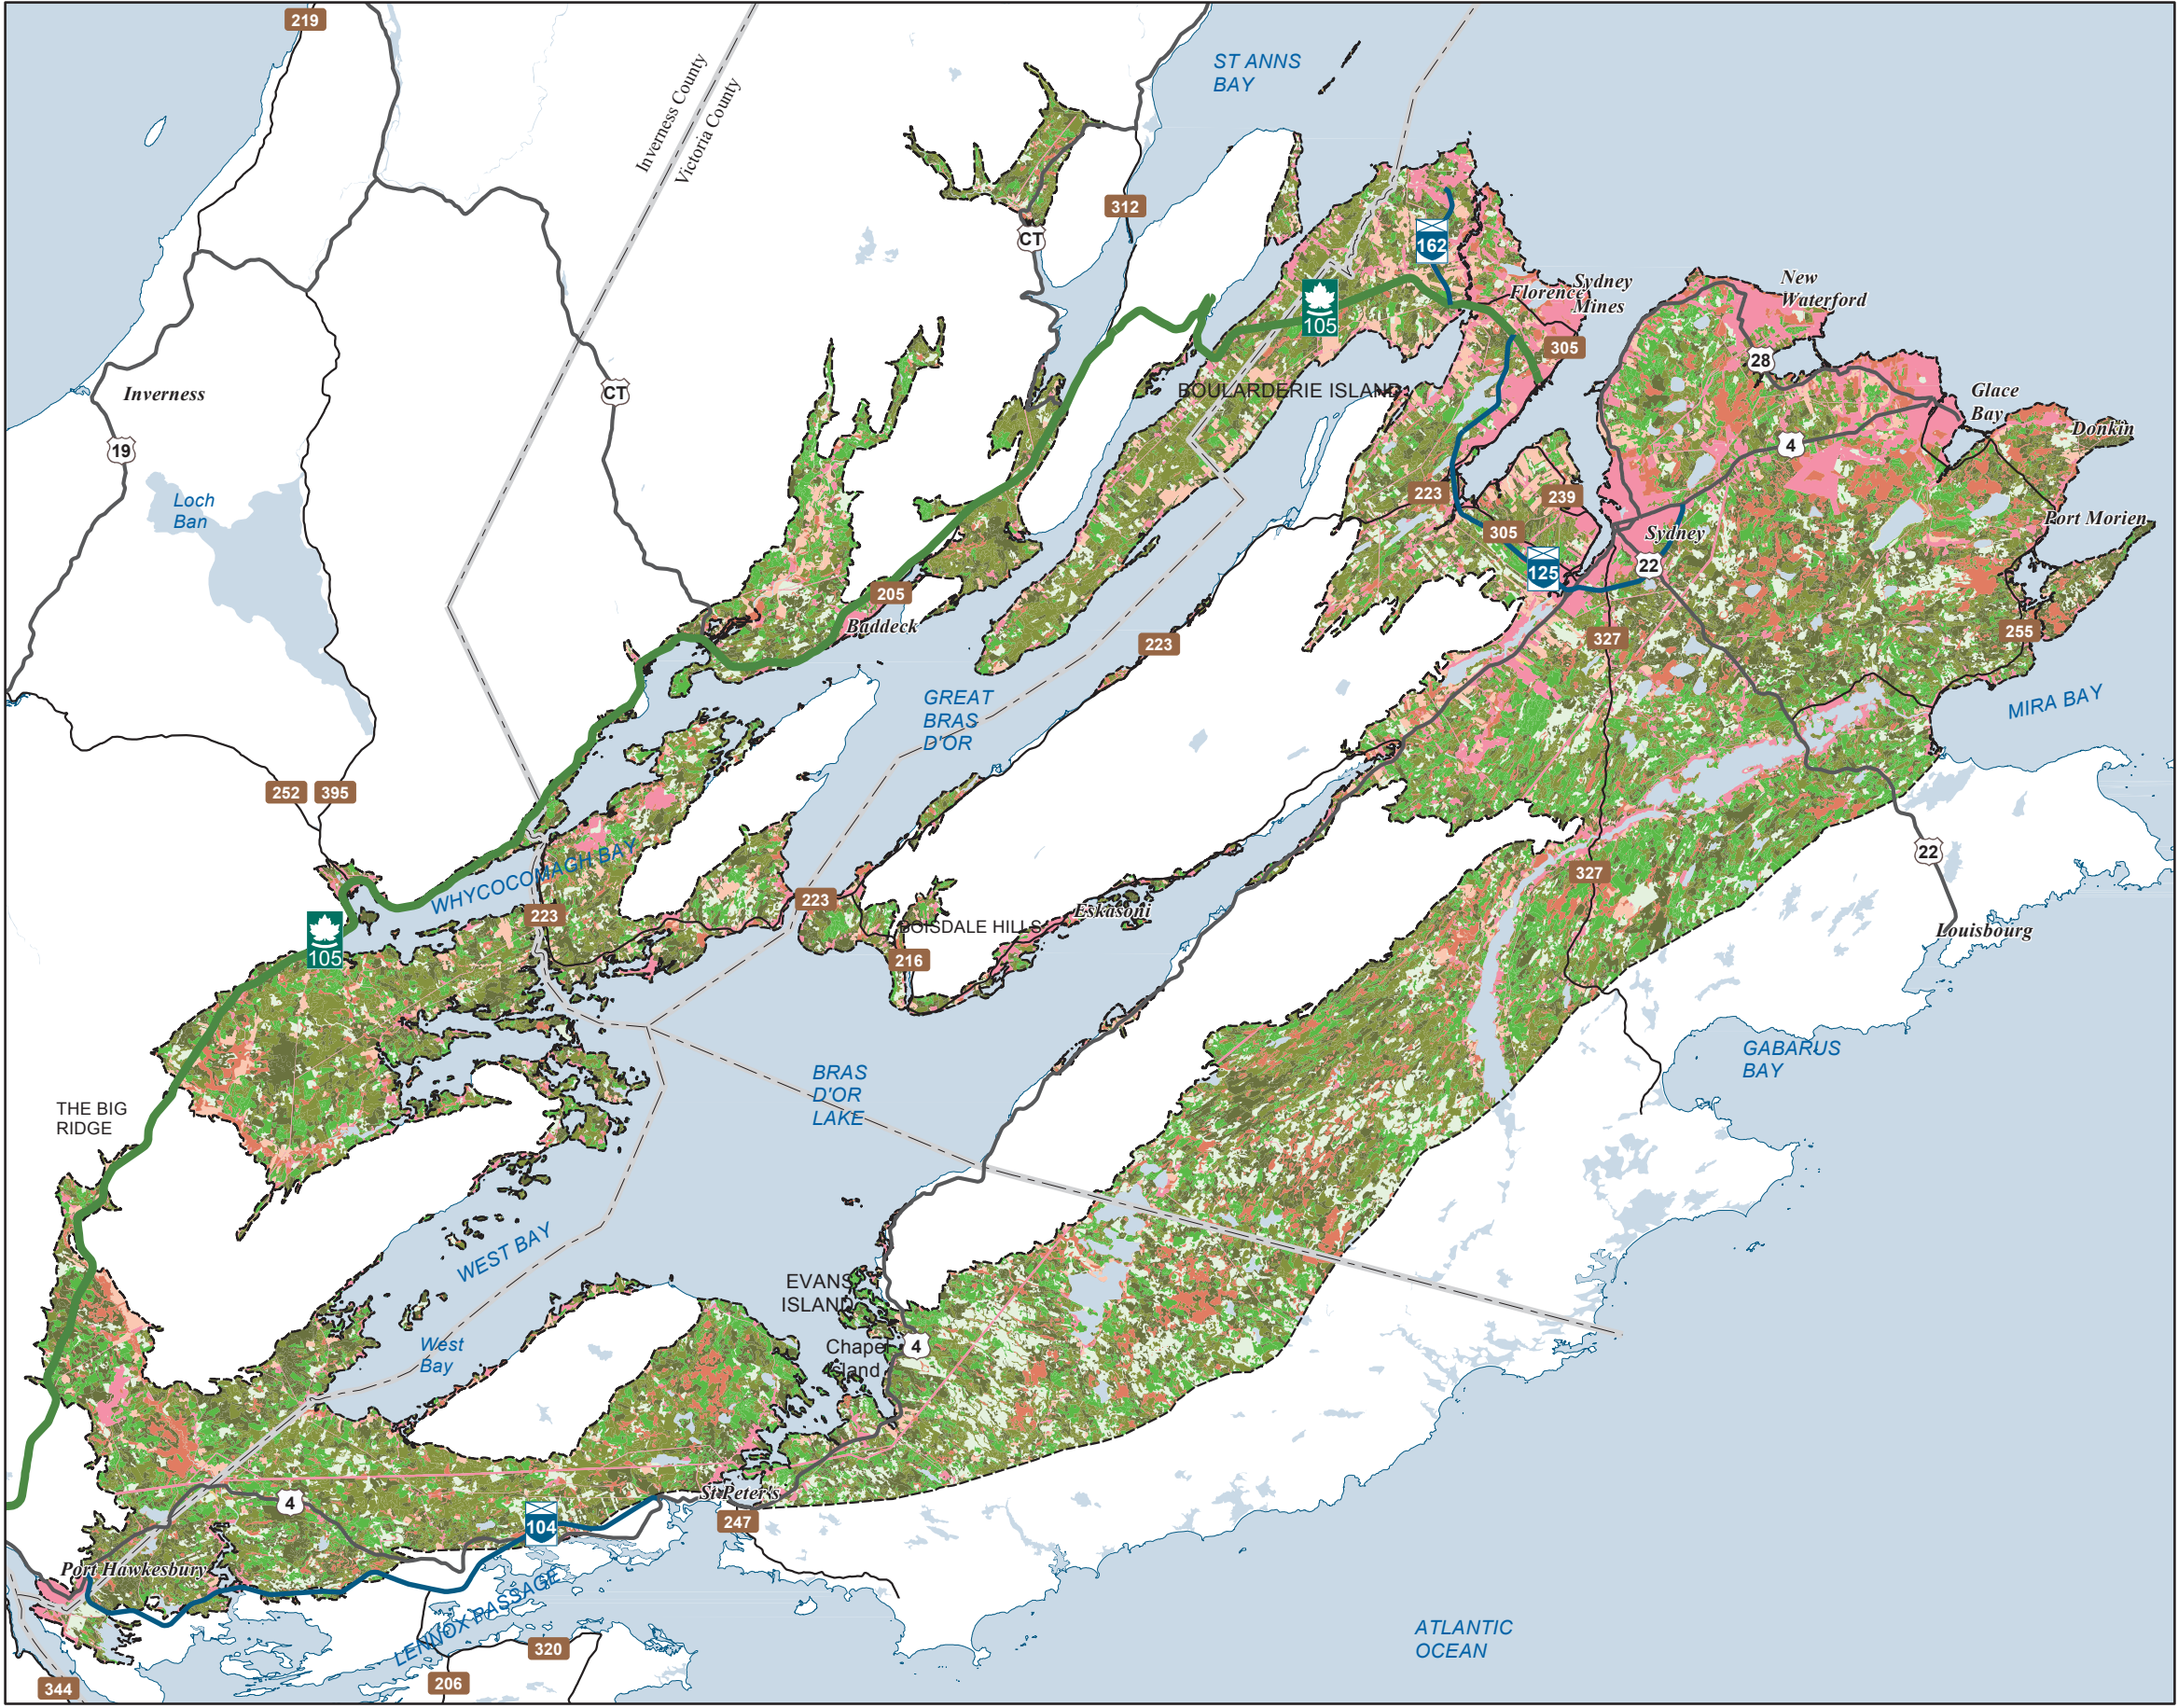 219
Inverness County
Victoria County
ST ANNS
BAY
312
CT
162
105
Florence
Sydney
Mines
New
Waterford
305
28
BOULARDERIE ISLAND
Inverness
CT
Glace
Bay
Donkin
19
4
Loch
Ban
223
239
305
Port Morien
Sydney
125
22
205
Baddeck
223
327
255
GREAT
BRAS
D'OR
MIRA BAY
252
395
WHYCOCOMAGH BAY
22
327
223
223
Eskasoni
BOISDALE HILLS
Louisbourg
105
216
GABARUS
BAY
BRAS
D'OR
LAKE
THE BIG
RIDGE
WEST BAY
EVANS
ISLAND
West
Bay
Chapel
Island
4
St Peter's
4
104
247
Port Hawkesbury
LENNOX PASSAGE
ATLANTIC
OCEAN
320
206
344